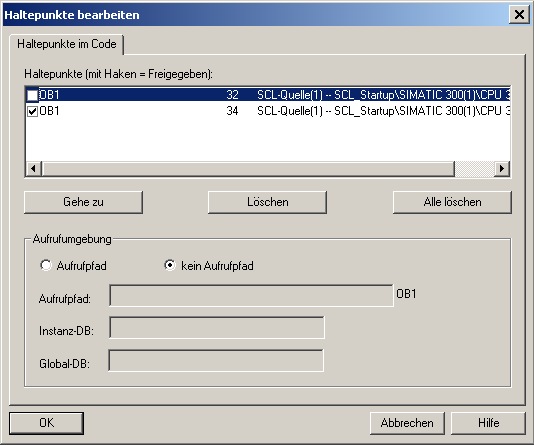 Haltepunkte bearbeiten
Haltepunkte im Code
Haltepunkte (mit Haken = Freigegeben):
OB1 32 SCL-Quelle(1) -- SCL_Startup\SIMATIC 300(1)\CPU 3
OB1 34 SCL-Quelle(1) -- SCL_Startup\SIMATIC 300(1)\CPU 3
Gehe zu Löschen Alle löschen
Aufrufumgebung
Aufrufpfad kein Aufrufpfad
Aufrufpfad: OB1
Instanz-DB:
Global-DB:
OK Abbrechen Hilfe